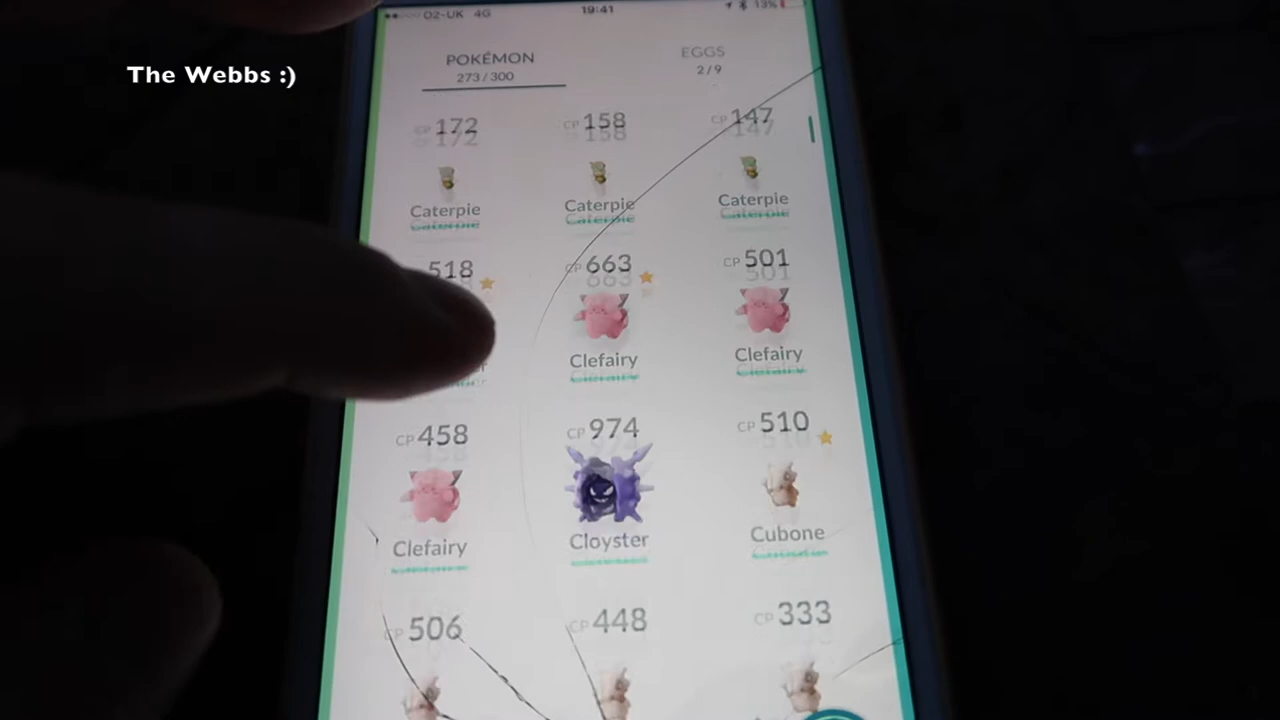 O2-UK 4G 19:41 13%
The Webbs :)
POKÉMON EGGS
273/300 2/9
CP 172 CP 158 CP 147
Caterpie Caterpie Caterpie
518 CP 663 CP 501
Clefairy Clefairy
CP 458 CP 974 CP 510
Clefairy Cloyster Cubone
CP 506 CP 448 CP 333